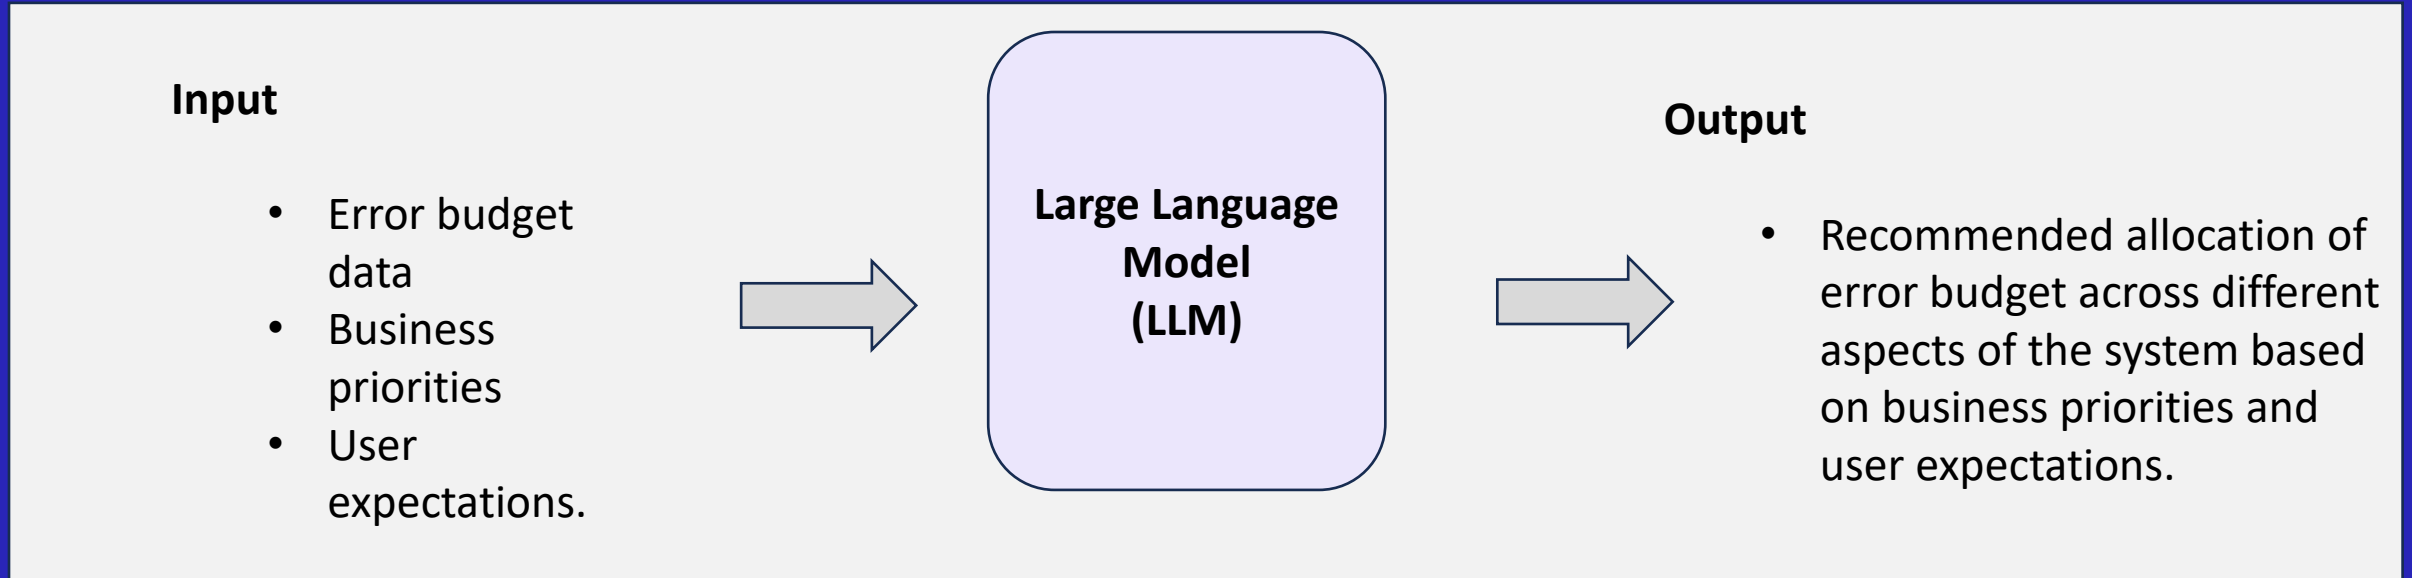 Input
• Error budget
data
• Business
priorities
• User
expectations.
Large Language
Model
(LLM)
Output
• Recommended allocation of
error budget across different
aspects of the system based
on business priorities and
user expectations.